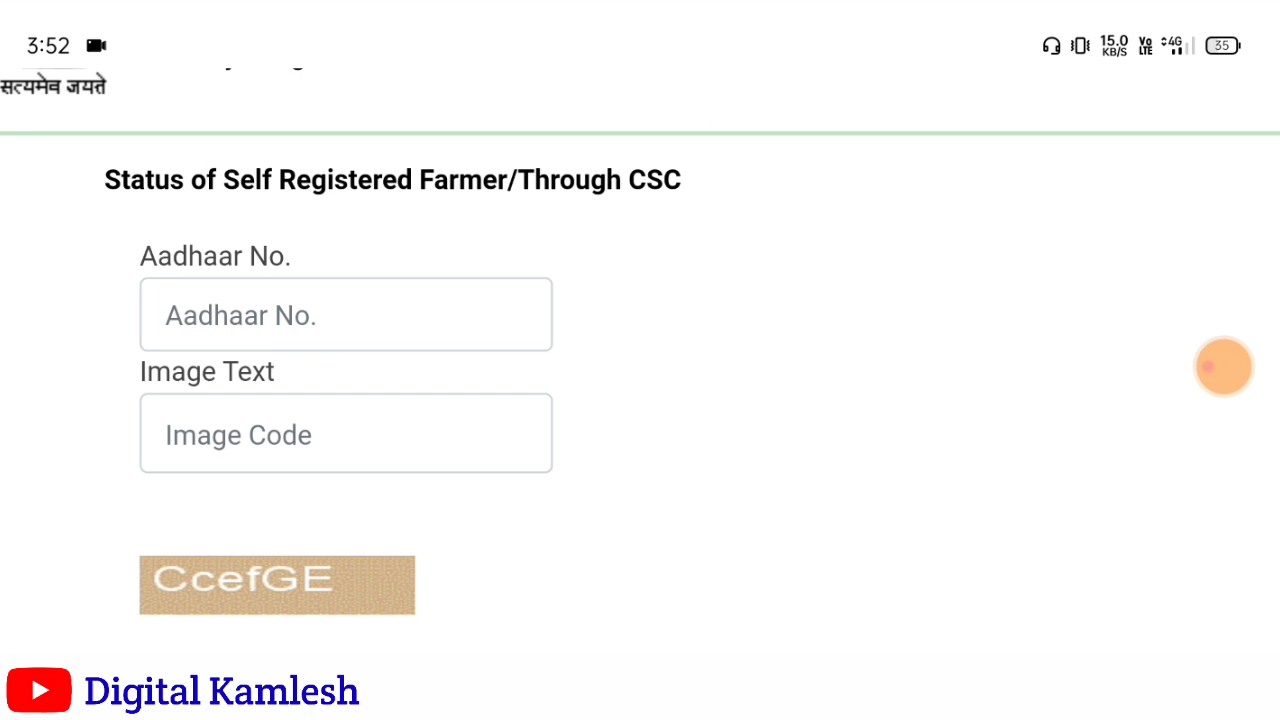 3:52
15.0
KB/S
Vo
LTE
4G
35
सत्यमेव जयते
Status of Self Registered Farmer/Through CSC
Aadhaar No.
Aadhaar No.
Image Text
Image Code
CcefGE
Digital Kamlesh